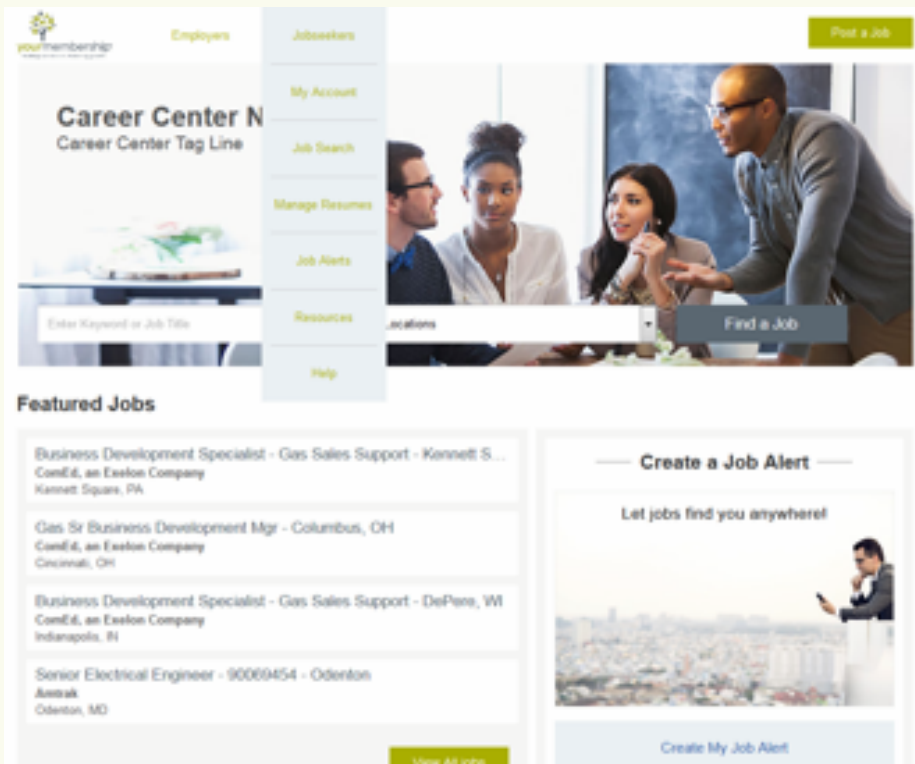 yourmembership
Employers
Jobseekers
Post a Job
My Account
Job Search
Manage Resumes
Job Alerts
Resources
Help
Career Center N
Career Center Tag Line
Enter Keyword or Job Title
ocations
Find a Job
Featured Jobs
Business Development Specialist - Gas Sales Support - Kennett S...
ComEd, an Exelon Company
Kennett Square, PA
Gas Sr Business Development Mgr - Columbus, OH
ComEd, an Exelon Company
Cincinnati, OH
Business Development Specialist - Gas Sales Support - DePere, WI
ComEd, an Exelon Company
Indianapolis, IN
Senior Electrical Engineer - 90069454 - Odenton
Amtrak
Odenton, MD
View All jobs
Create a Job Alert
Let jobs find you anywhere!
Create My Job Alert